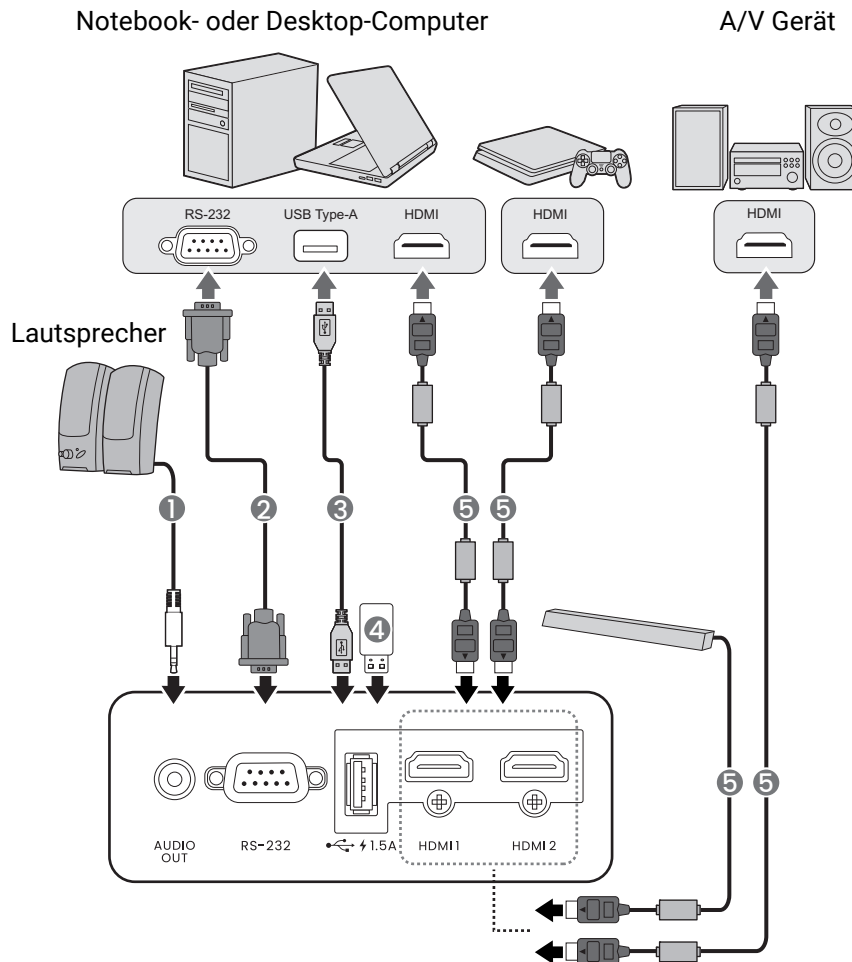 Notebook- oder Desktop-Computer
A/V Gerät
RS-232
USB Type-A
HDMI
HDMI
HDMI
Lautsprecher
1
2
3
5
5
4
5
5
AUDIO
OUT
RS-232
1.5A
HDMI 1
HDMI 2